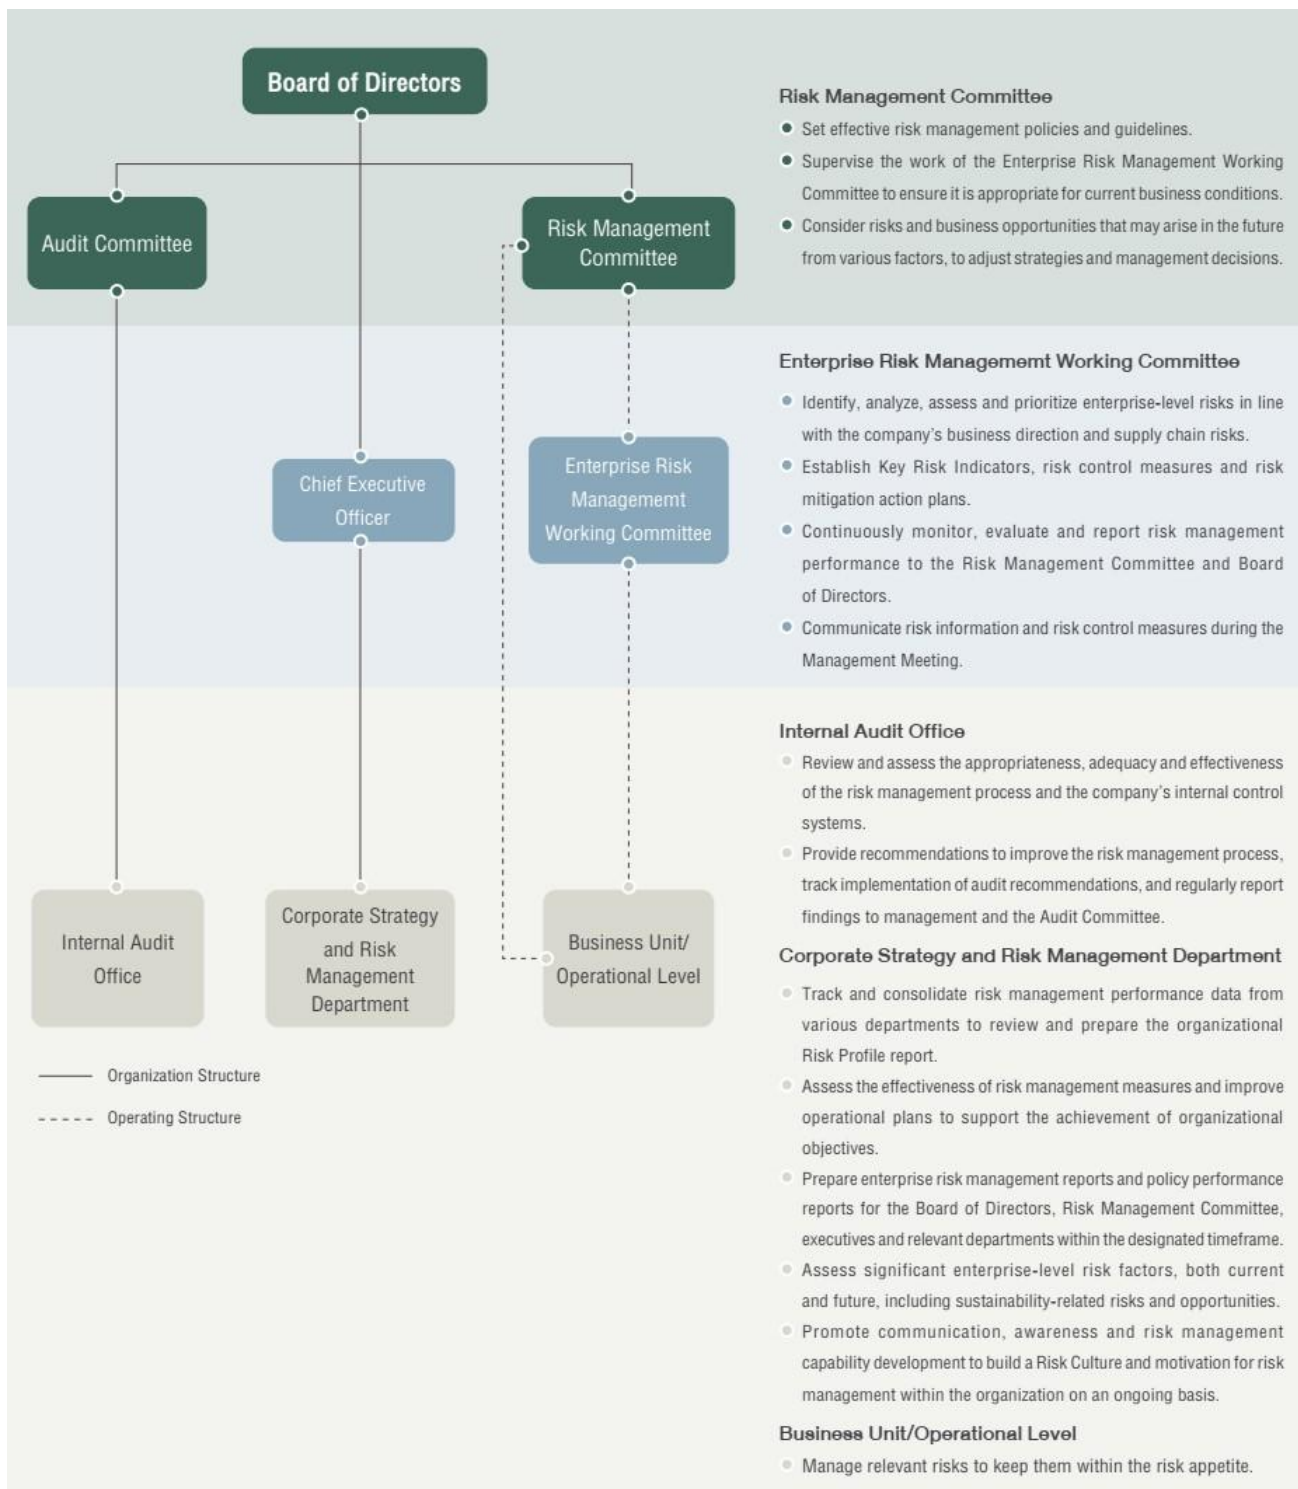 Board of Directors
Audit Committee
Risk Management
Committee
Chief Executive
Officer
Enterprise Risk
Managememt
Working Committee
Internal Audit
Office
Corporate Strategy
and Risk
Management
Department
Business Unit/
Operational Level
Organization Structure
Operating Structure
Risk Management Committee
Set effective risk management policies and guidelines.
Supervise the work of the Enterprise Risk Management Working
Committee to ensure it is appropriate for current business conditions.
Consider risks and business opportunities that may arise in the future
from various factors, to adjust strategies and management decisions.
Enterprise Risk Managememt Working Committee
Identify, analyze, assess and prioritize enterprise-level risks in line
with the company's business direction and supply chain risks.
Establish Key Risk Indicators, risk control measures and risk
mitigation action plans.
Continuously monitor, evaluate and report risk management
performance to the Risk Management Committee and Board
of Directors.
Communicate risk information and risk control measures during the
Management Meeting.
Internal Audit Office
Review and assess the appropriateness, adequacy and effectiveness
of the risk management process and the company's internal control
systems.
Provide recommendations to improve the risk management process,
track implementation of audit recommendations, and regularly report
findings to management and the Audit Committee.
Corporate Strategy and Risk Management Department
Track and consolidate risk management performance data from
various departments to review and prepare the organizational
Risk Profile report.
Assess the effectiveness of risk management measures and improve
operational plans to support the achievement of organizational
objectives.
Prepare enterprise risk management reports and policy performance
reports for the Board of Directors, Risk Management Committee,
executives and relevant departments within the designated timeframe.
Assess significant enterprise-level risk factors, both current
and future, including sustainability-related risks and opportunities.
Promote communication, awareness and risk management
capability development to build a Risk Culture and motivation for risk
management within the organization on an ongoing basis.
Business Unit/Operational Level
Manage relevant risks to keep them within the risk appetite.